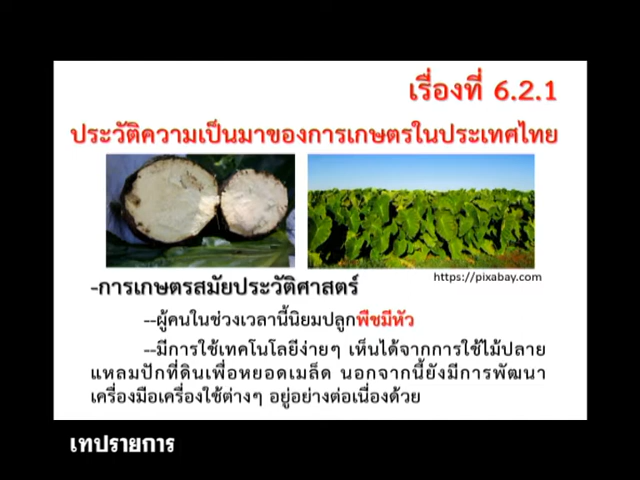 เรื่องที่ 6.2.1
ประวัติความเป็นมาของการเกษตรในประเทศไทย
https://pixabay.com
-การเกษตรสมัยประวัติศาสตร์
--ผู้คนในช่วงเวลานี้นิยมปลูกพืชมีหัว
--มีการใช้เทคโนโลยีง่ายๆ เห็นได้จากการใช้ไม้ปลาย
แหลมปักที่ดินเพื่อหยอดเมล็ด นอกจากนี้ยังมีการพัฒนา
เครื่องมือเครื่องใช้ต่างๆ อยู่อย่างต่อเนื่องด้วย
เทปรายการ